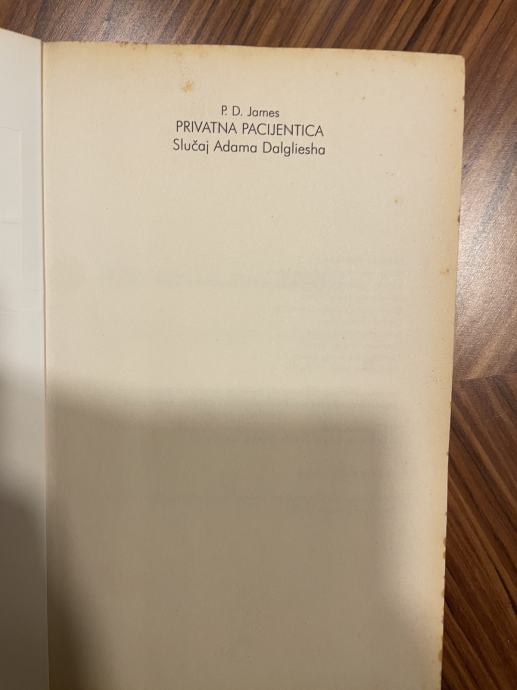 P. D. James
PRIVATNA PACIJENTICA
Slučaj Adama Dalgliesha